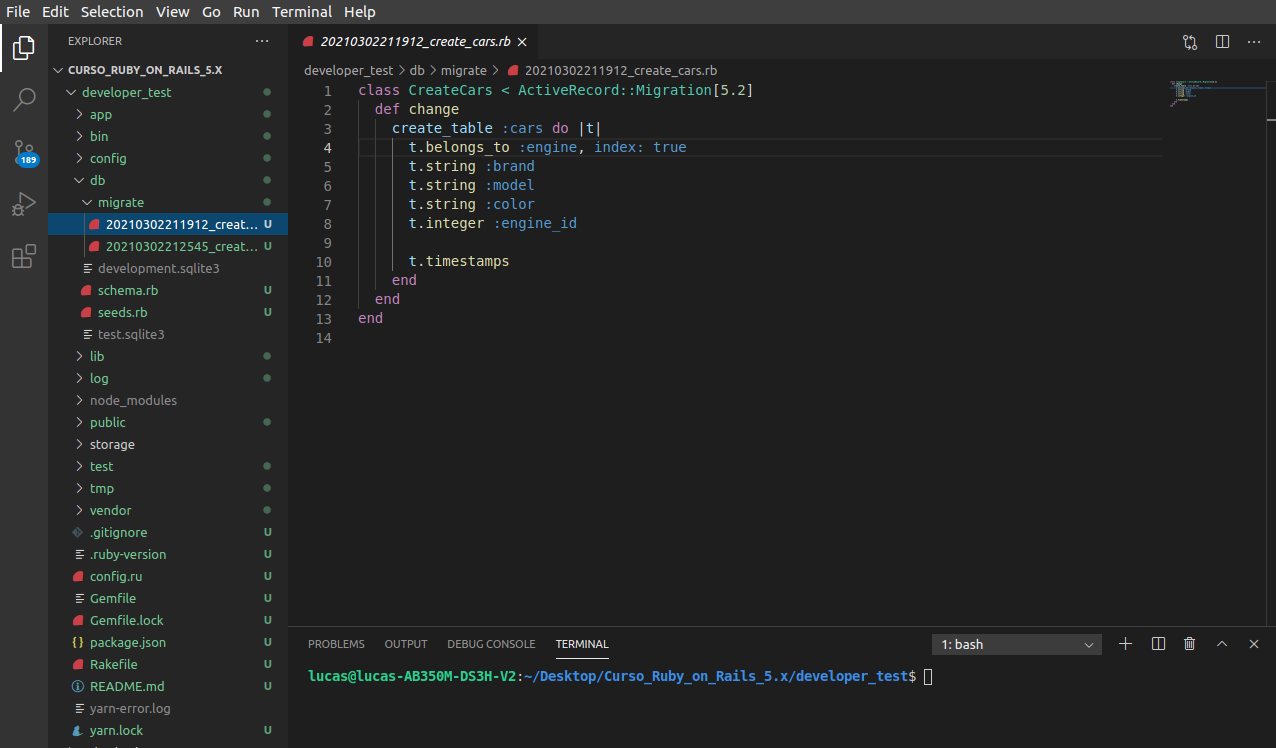 File Edit Selection View Go Run Terminal Help
EXPLORER
CURSO_RUBY_ON_RAILS_5.X
developer_test
app
bin
config
189
db
migrate
20210302211912_creat... U
20210302212545_creat... U
development.sqlite3
schema.rb U
seeds.rb U
test.sqlite3
lib
log
node_modules
public
storage
test
tmp
vendor
.gitignore U
.ruby-version U
config.ru U
Gemfile U
Gemfile.lock U
package.json U
Rakefile U
README.md U
yarn-error.log
yarn.lock U
20210302211912_create_cars.rb
developer_test > db > migrate > 20210302211912_create_cars.rb
1 class CreateCars < ActiveRecord::Migration[5.2]
2 def change
3 create_table :cars do |t|
4 t.belongs_to :engine, index: true
5 t.string :brand
6 t.string :model
7 t.string :color
8 t.integer :engine_id
9
10 t.timestamps
11 end
12 end
13 end
14
PROBLEMS OUTPUT DEBUG CONSOLE TERMINAL 1: bash
lucas@lucas-AB350M-DS3H-V2:~/Desktop/Curso_Ruby_on_Rails_5.x/developer_test$